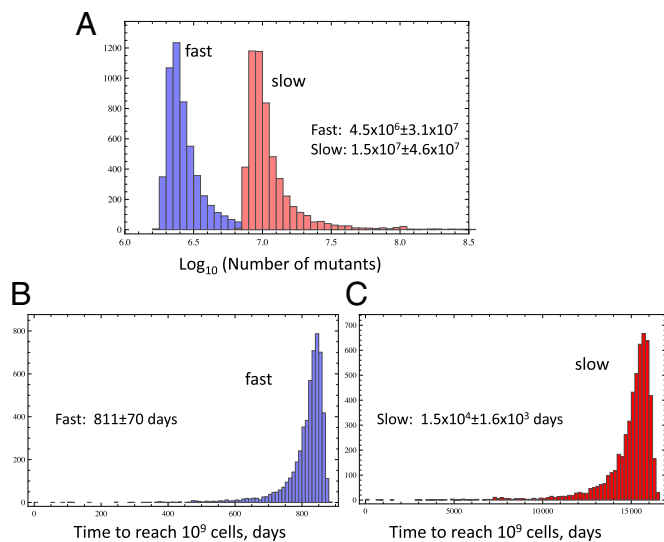 A
1200
1000
800
600
400
200
0
fast
slow
Fast: 4.5x10⁶±3.1x10⁷
Slow: 1.5x10⁷±4.6x10⁷
6.0 6.5 7.0 7.5 8.0 8.5
Log₁₀ (Number of mutants)
B
800
600
400
200
0
fast
Fast: 811±70 days
0 200 400 600 800
Time to reach 10⁹ cells, days
C
700
600
500
400
300
200
100
0
slow
Slow: 1.5x10⁴±1.6x10³ days
0 5000 10000 15000
Time to reach 10⁹ cells, days